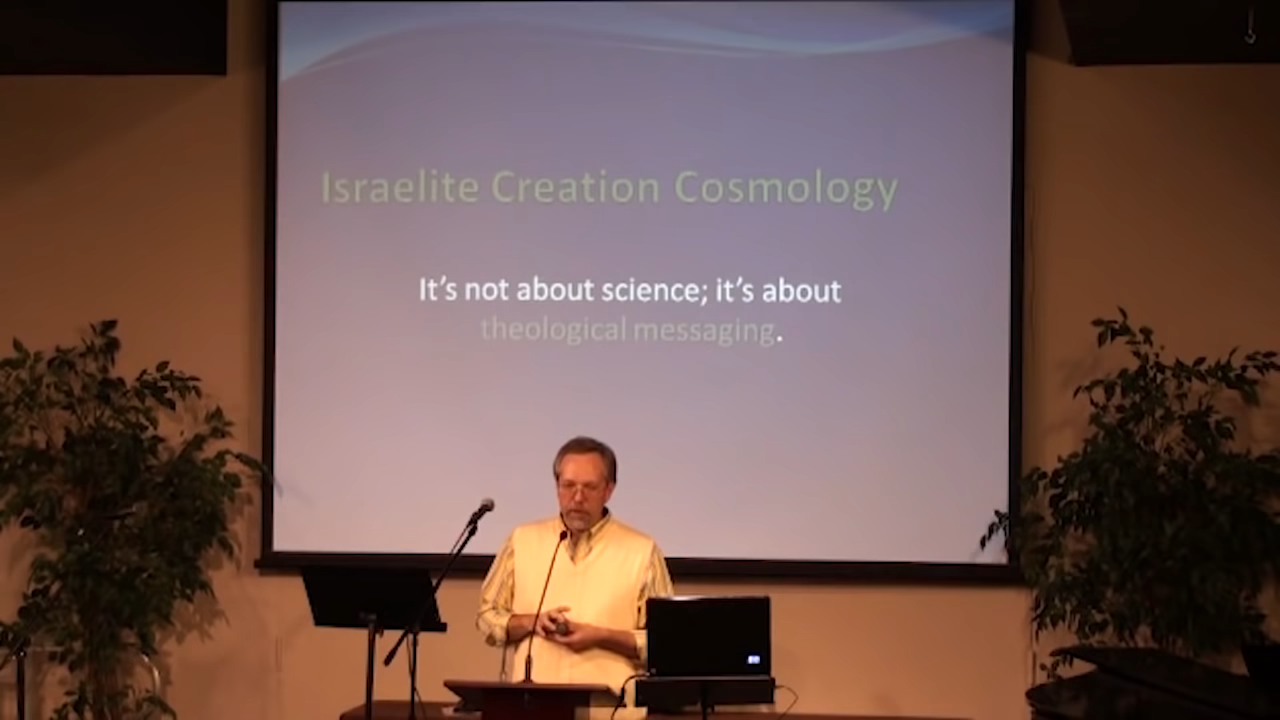 Israelite Creation Cosmology
It’s not about science; it’s about
theological messaging.